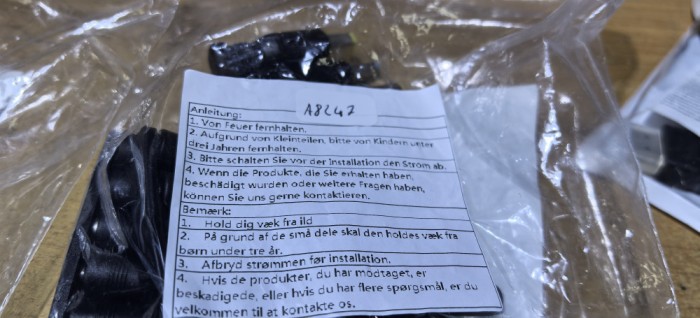 A8L47
Anleitung:
1. Von Feuer fernhalten.
2. Aufgrund von Kleinteilen, bitte von Kindern unter
drei Jahren fernhalten.
3. Bitte schalten Sie vor der Installation den Strom ab.
4. Wenn die Produkte, die Sie erhalten haben,
beschädigt wurden oder weitere Fragen haben,
können Sie uns gerne kontaktieren.
Bemærk:
1. Hold dig væk fra ild
2. På grund af de små dele skal den holdes væk fra
børn under tre år.
3. Afbryd strømmen før installation.
4. Hvis de produkter, du har modtaget, er
beskadigede, eller hvis du har flere spørgsmål, er du
velkommen til at kontakte os.